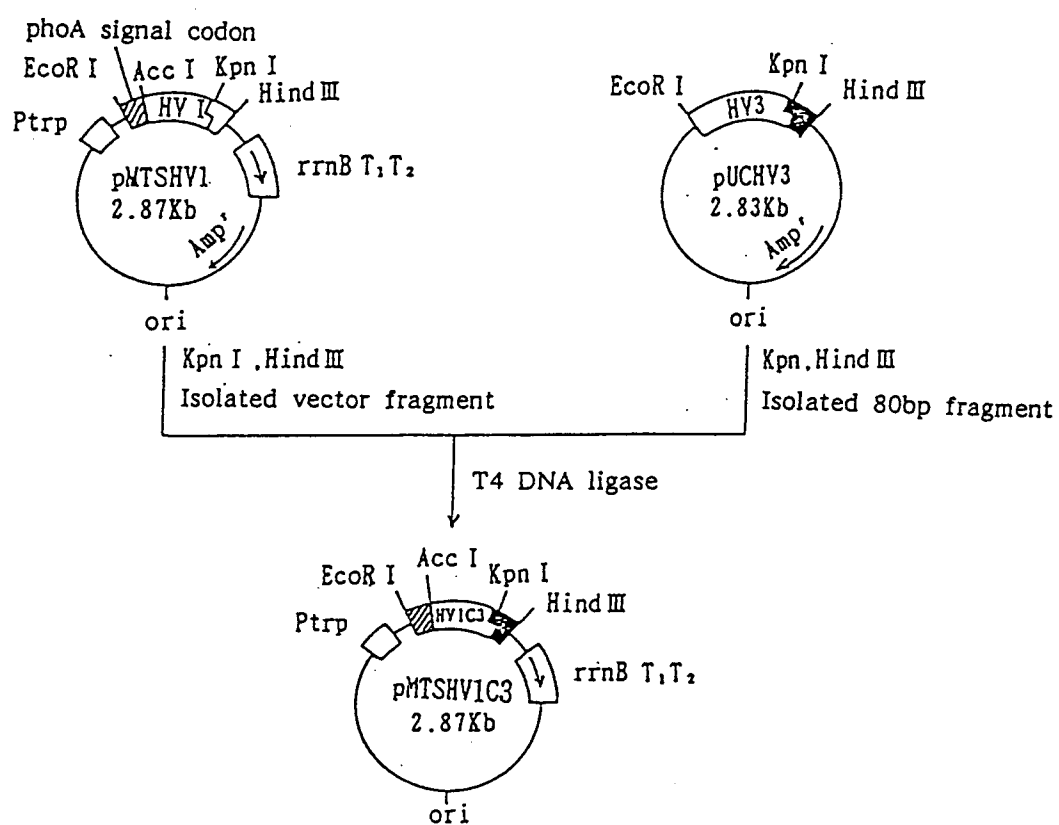 phoA signal codon
EcoR I
Acc I
Kpn I
Hind III
Ptrp
HV I
rrnB T₁T₂
pMTSHV1
2.87Kb
Ampʳ
ori
Kpn I
EcoR I
Hind III
HV3
pUCHV3
2.83Kb
Ampʳ
ori
Kpn I ,Hind III
Isolated vector fragment
Kpn,Hind III
Isolated 80bp fragment
T4 DNA ligase
Acc I
EcoR I
Kpn I
Hind III
Ptrp
HV1C3
rrnB T₁T₂
pMTSHV1C3
2.87Kb
ori